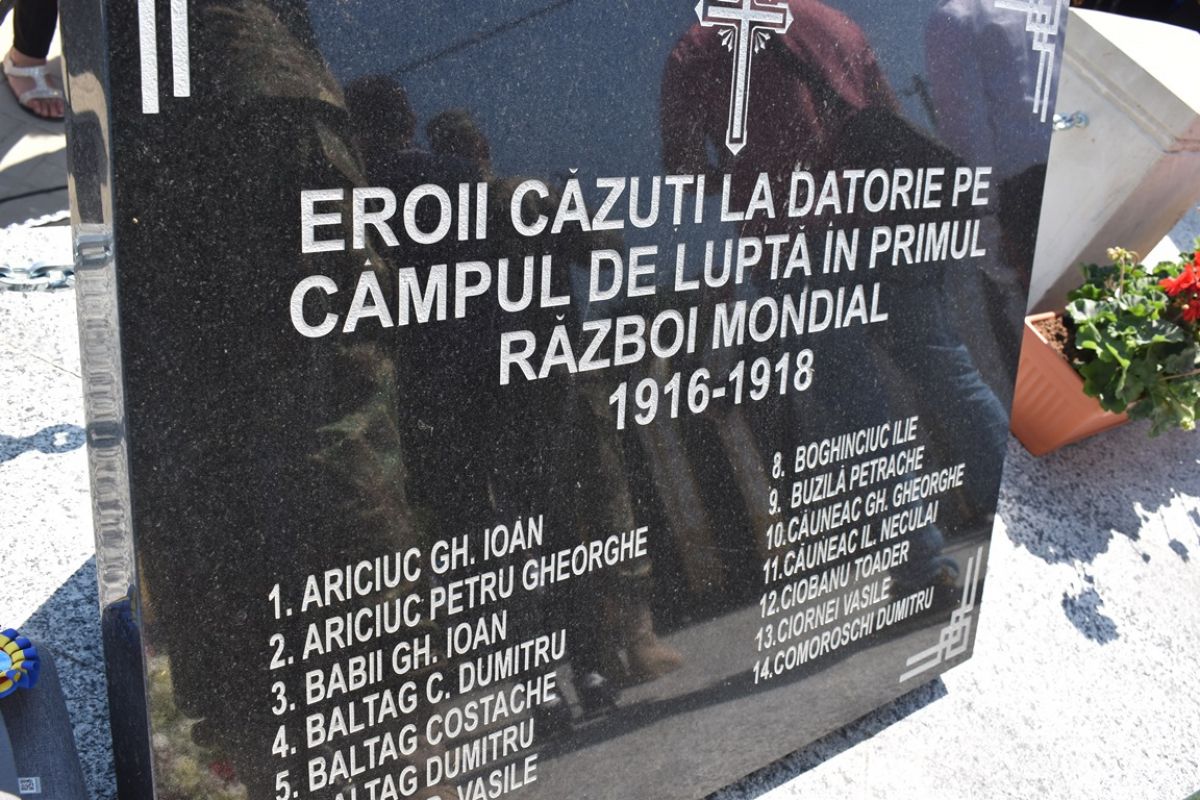 EROII CĂZUȚI LA DATORIE PE
CÂMPUL DE LUPTĂ ÎN PRIMUL
RĂZBOI MONDIAL
1916-1918
1. ARICIUC GH. IOAN
2. ARICIUC PETRU GHEORGHE
3. BABII GH. IOAN
4. BALTAG C. DUMITRU
5. BALTAG COSTACHE
DUMITRU
VASILE
8. BOGHINCIUC ILIE
9. BUZILĂ PETRACHE
10.CĂUNEAC GH. GHEORGHE
11.CĂUNEAC IL. NECULAI
12.CIOBANU TOADER
13.CIORNEI VASILE
14.COMOROSCHI DUMITRU